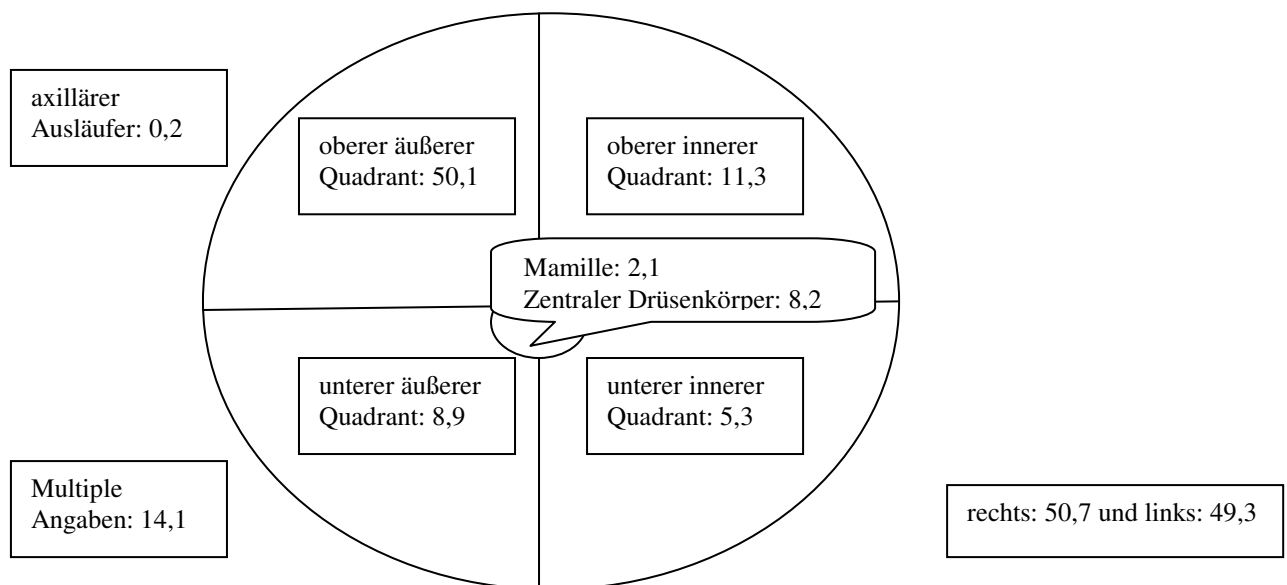 axillärer
Ausläufer: 0,2
oberer äußerer
Quadrant: 50,1
oberer innerer
Quadrant: 11,3
Mamille: 2,1
Zentraler Drüsenkörper: 8,2
unterer äußerer
Quadrant: 8,9
unterer innerer
Quadrant: 5,3
Multiple
Angaben: 14,1
rechts: 50,7 und links: 49,3